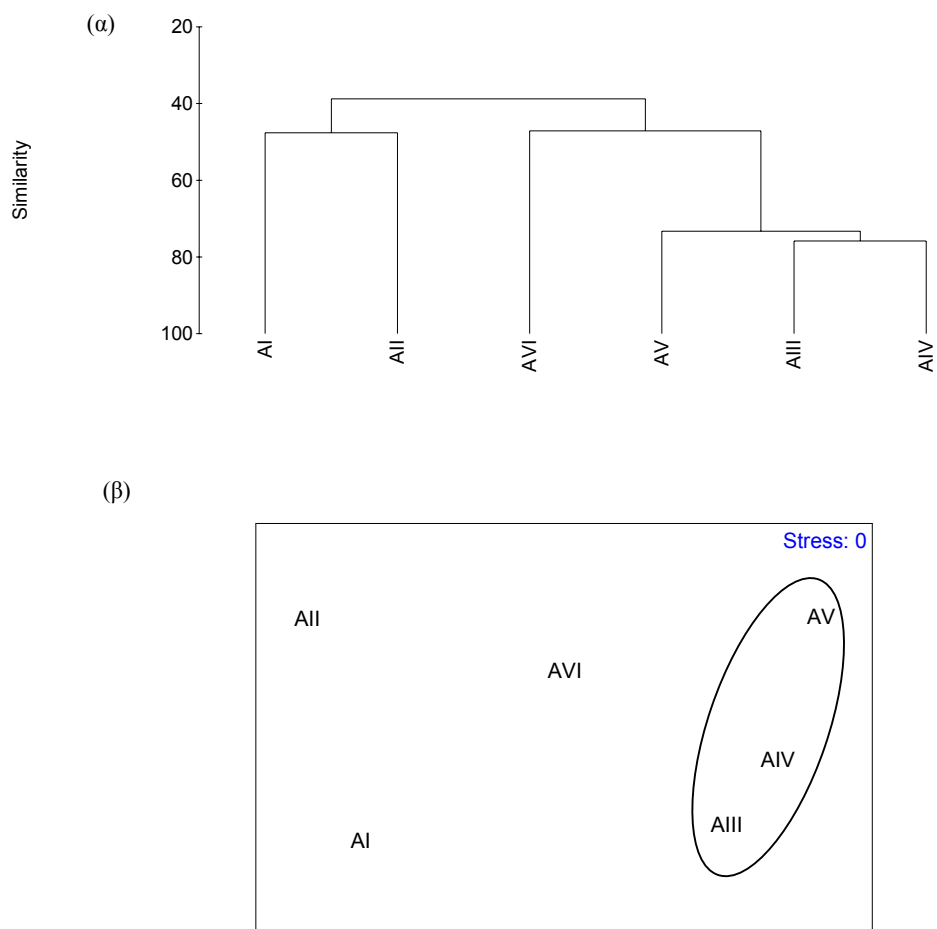 (α)
20
40
60
80
100
Similarity
AI
AII
AVI
AV
AIII
AIV
(β)
Stress: 0
AII
AV
AVI
AIV
AIII
AI